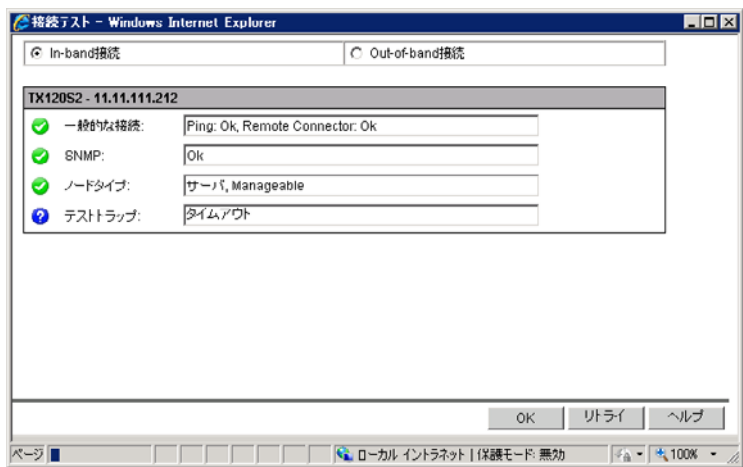 接続テスト - Windows Internet Explorer
In-band接続 Out-of-band接続
TX120S2 - 11.11.111.212
一般的な接続: Ping: Ok, Remote Connector: Ok
SNMP: Ok
ノードタイプ: サーバ, Manageable
テストトラップ: タイムアウト
OK リトライ ヘルプ
ページ ローカル イントラネット | 保護モード: 無効 100%